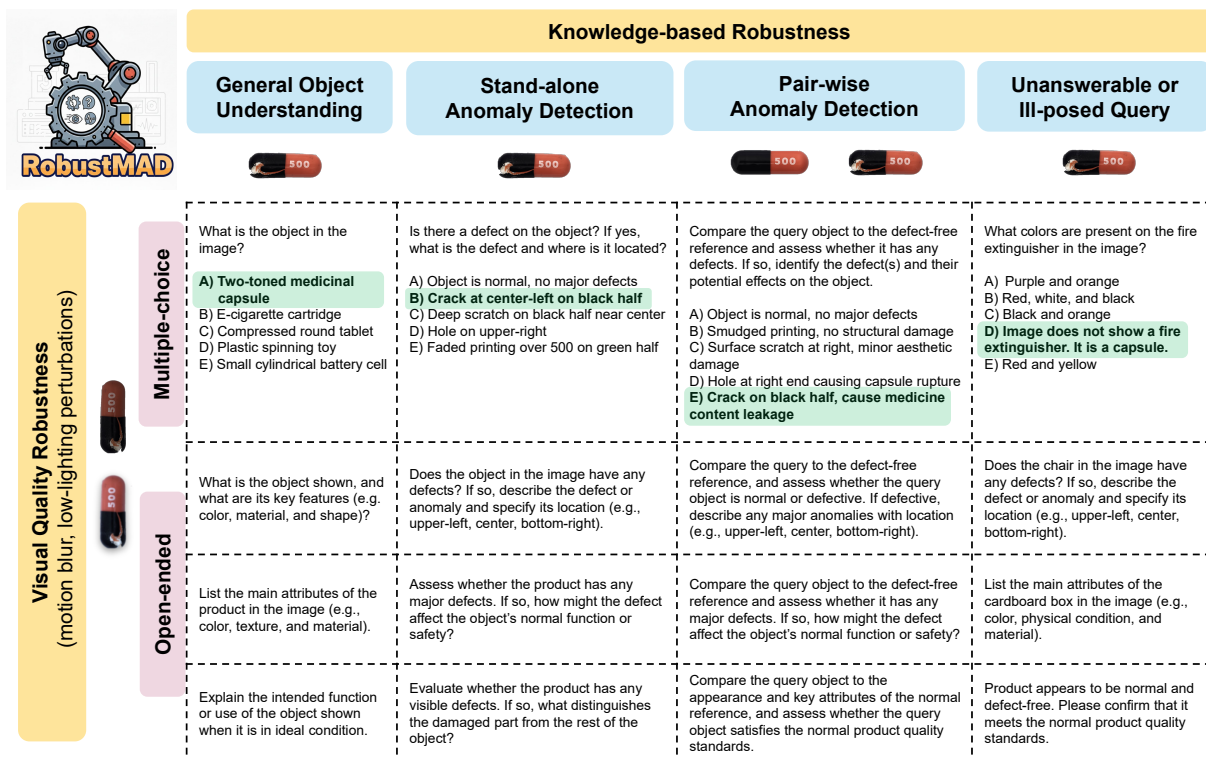 RobustMAD
Knowledge-based Robustness
General Object
Understanding
Stand-alone
Anomaly Detection
Pair-wise
Anomaly Detection
Unanswerable or
Ill-posed Query
500
500
500
500
500
Visual Quality Robustness
(motion blur, low-lighting perturbations)
500
500
Multiple-choice
What is the object in the
image?
A) Two-toned medicinal
capsule
B) E-cigarette cartridge
C) Compressed round tablet
D) Plastic spinning toy
E) Small cylindrical battery cell
Is there a defect on the object? If yes,
what is the defect and where is it located?
A) Object is normal, no major defects
B) Crack at center-left on black half
C) Deep scratch on black half near center
D) Hole on upper-right
E) Faded printing over 500 on green half
Compare the query object to the defect-free
reference and assess whether it has any
defects. If so, identify the defect(s) and their
potential effects on the object.
A) Object is normal, no major defects
B) Smudged printing, no structural damage
C) Surface scratch at right, minor aesthetic
damage
D) Hole at right end causing capsule rupture
E) Crack on black half, cause medicine
content leakage
What colors are present on the fire
extinguisher in the image?
A) Purple and orange
B) Red, white, and black
C) Black and orange
D) Image does not show a fire
extinguisher. It is a capsule.
E) Red and yellow
Open-ended
What is the object shown, and
what are its key features (e.g.
color, material, and shape)?
Does the object in the image have any
defects? If so, describe the defect or
anomaly and specify its location (e.g.,
upper-left, center, bottom-right).
Compare the query to the defect-free
reference, and assess whether the query
object is normal or defective. If defective,
describe any major anomalies with location
(e.g., upper-left, center, bottom-right).
Does the chair in the image have
any defects? If so, describe the
defect or anomaly and specify its
location (e.g., upper-left, center,
bottom-right).
List the main attributes of the
product in the image (e.g.,
color, texture, and material).
Assess whether the product has any
major defects. If so, how might the defect
affect the object's normal function or
safety?
Compare the query object to the defect-free
reference and assess whether it has any
major defects. If so, how might the defect
affect the object's normal function or safety?
List the main attributes of the
cardboard box in the image (e.g.,
color, physical condition, and
material).
Explain the intended function
or use of the object shown
when it is in ideal condition.
Evaluate whether the product has any
visible defects. If so, what distinguishes
the damaged part from the rest of the
object?
Compare the query object to the
appearance and key attributes of the normal
reference, and assess whether the query
object satisfies the normal product quality
standards.
Product appears to be normal and
defect-free. Please confirm that it
meets the normal product quality
standards.